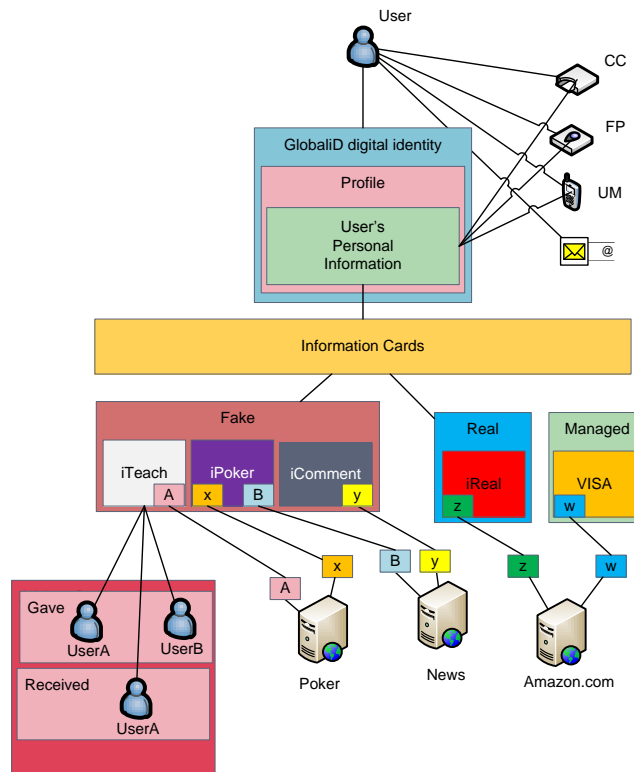 User
CC
FP
UM
@
GlobaliD digital identity
Profile
User's
Personal
Information
Information Cards
Fake
Real
Managed
iTeach
iPoker
iComment
iReal
VISA
A
x
B
y
z
w
A
x
B
y
z
w
Gave
UserA
UserB
Received
UserA
Poker
News
Amazon.com